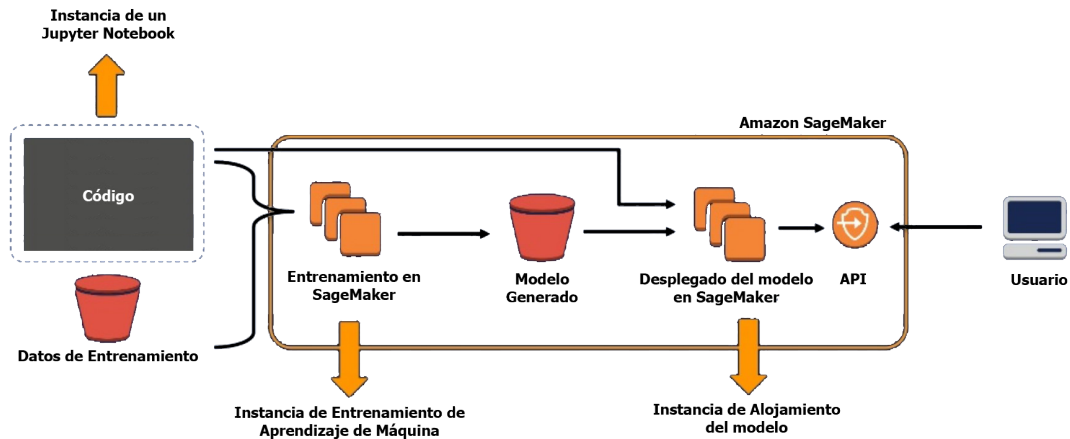 Instancia de un
Jupyter Notebook
Amazon SageMaker
Código
Entrenamiento en
SageMaker
Modelo
Generado
Desplegado del modelo
en SageMaker
API
Usuario
Datos de Entrenamiento
Instancia de Entrenamiento de
Aprendizaje de Máquina
Instancia de Alojamiento
del modelo